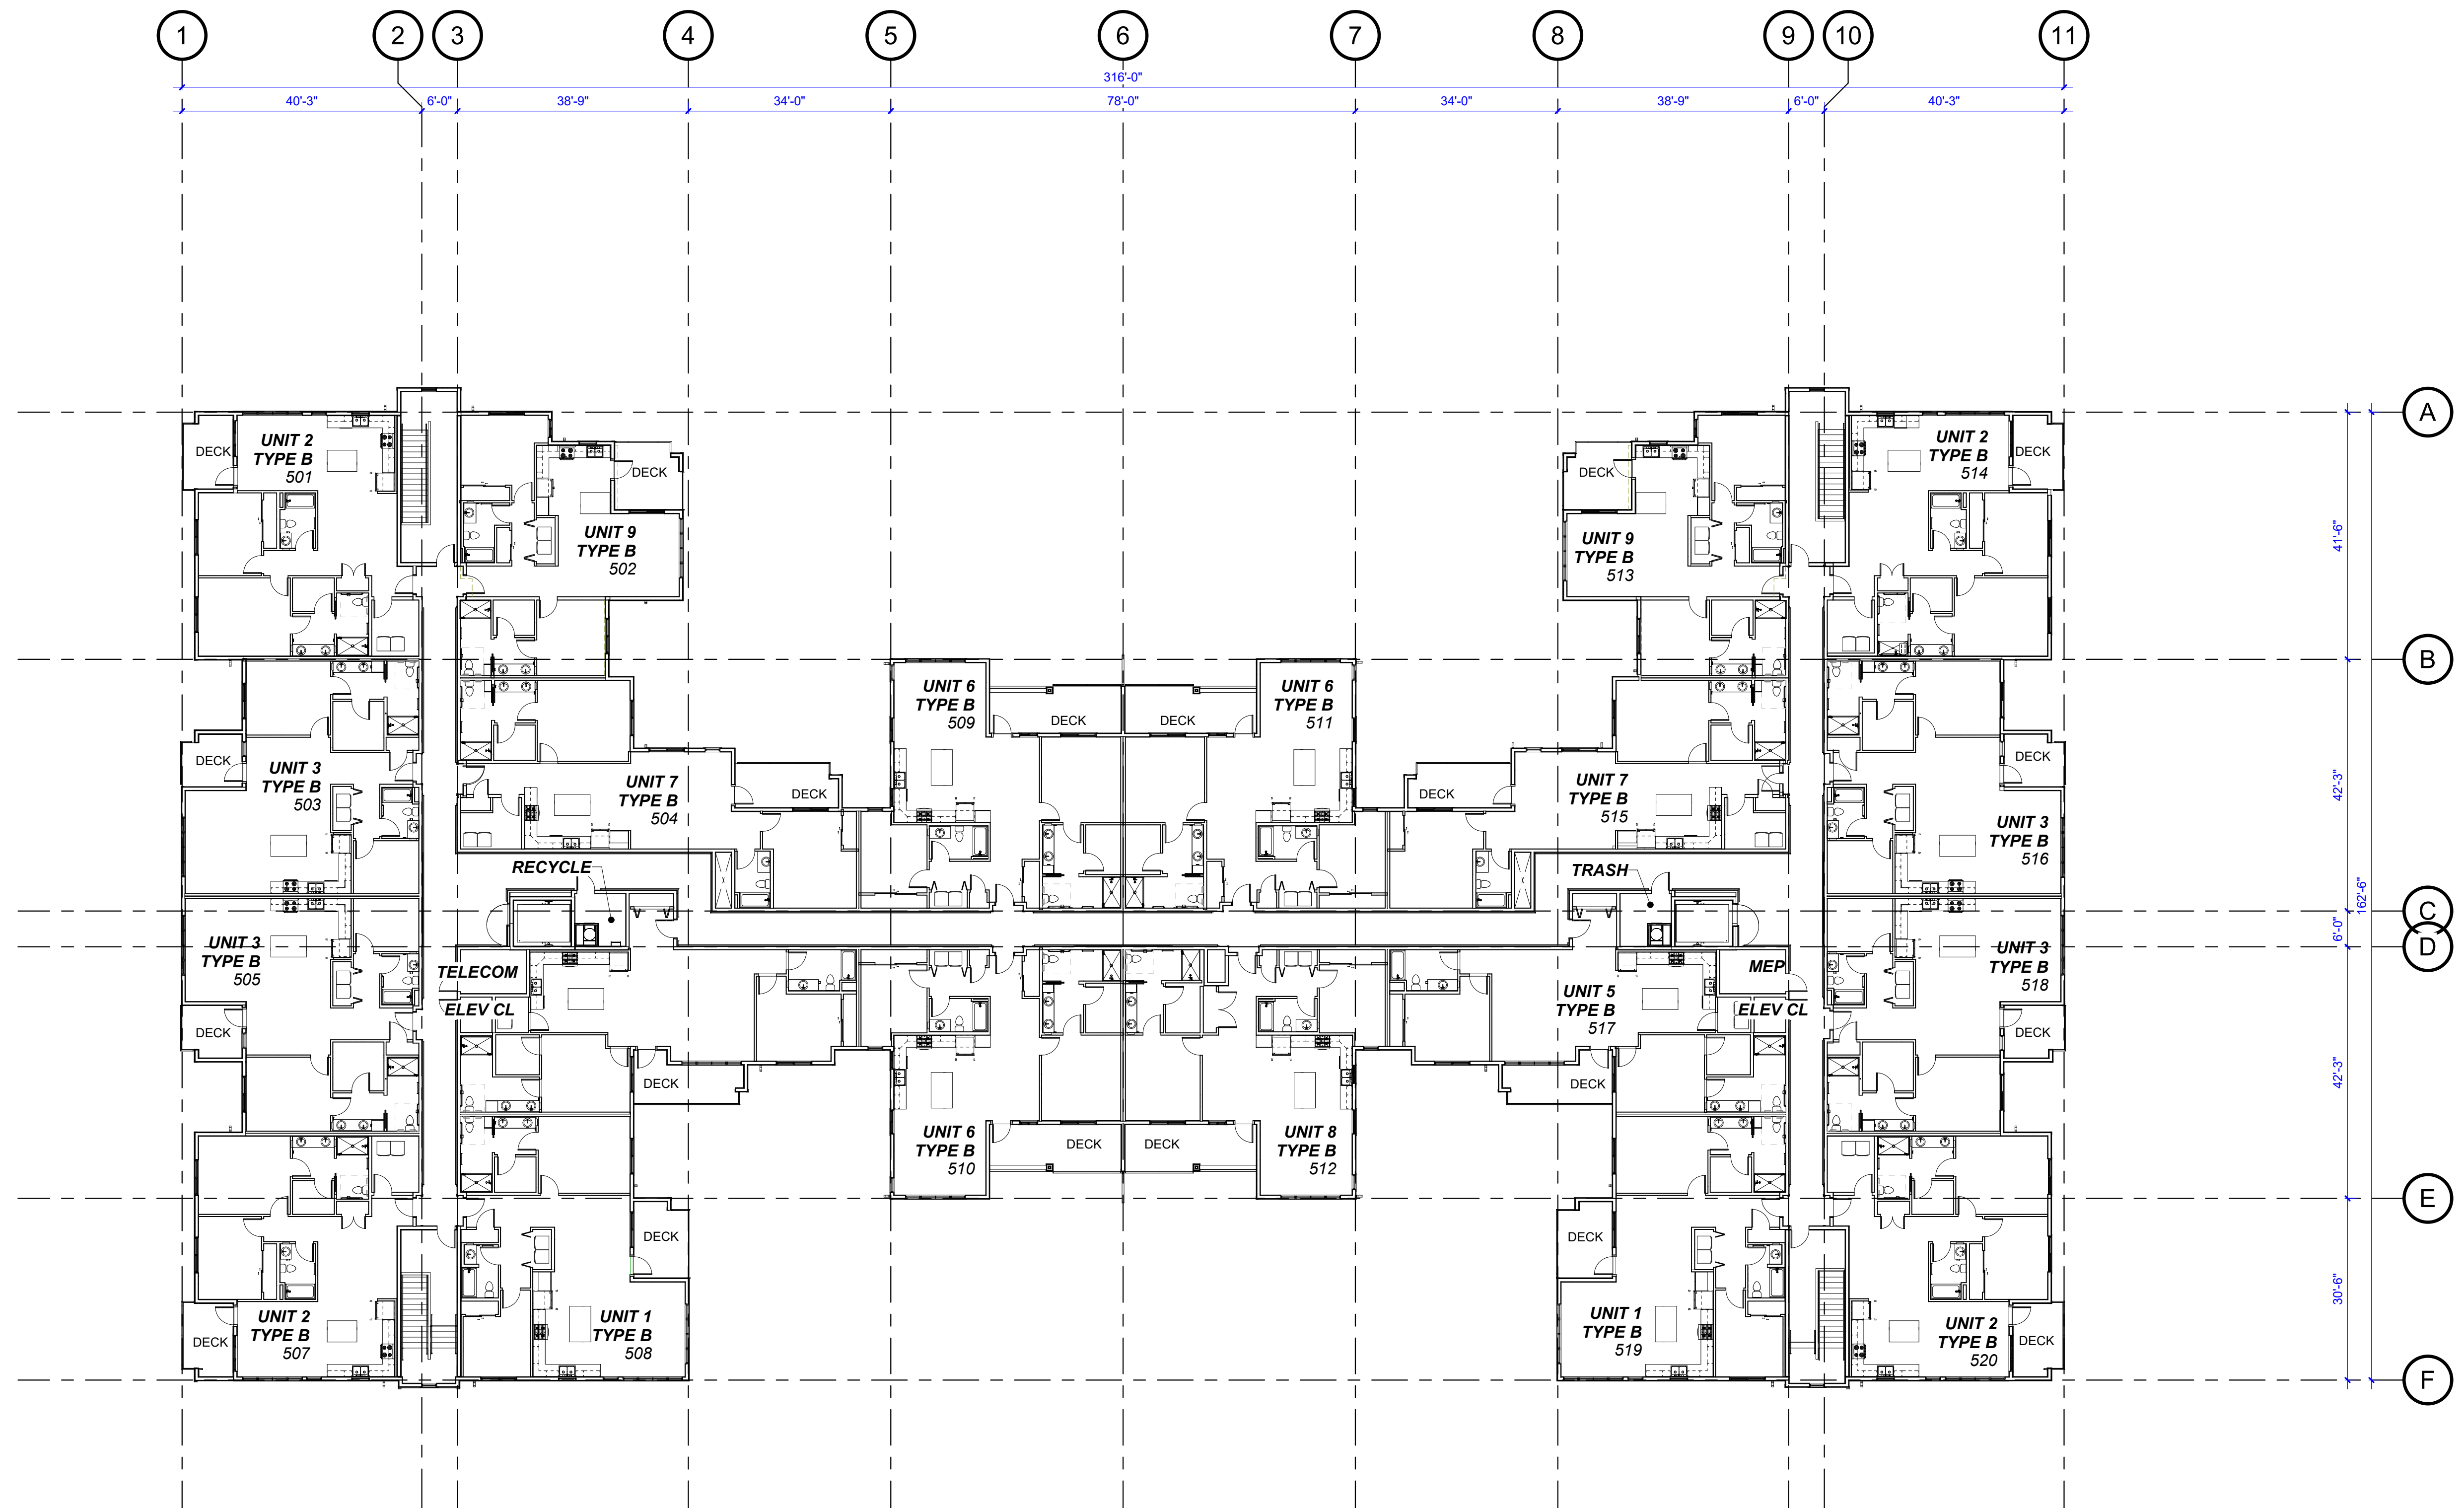 1
2
3
4
5
6
7
8
9
10
11
316'-0"
40'-3"
6'-0"
38'-9"
34'-0"
78'-0"
34'-0"
38'-9"
6'-0"
40'-3"
A
B
C
D
E
F
41'-6"
42'-3"
6'-0"
42'-3"
30'-6"
162'-6"
DECK
UNIT 2
TYPE B
501
UNIT 9
TYPE B
502
DECK
DECK
UNIT 9
TYPE B
513
UNIT 2
TYPE B
514
DECK
DECK
UNIT 3
TYPE B
503
UNIT 7
TYPE B
504
DECK
UNIT 6
TYPE B
509
DECK
DECK
UNIT 6
TYPE B
511
DECK
UNIT 7
TYPE B
515
DECK
UNIT 3
TYPE B
516
RECYCLE
TRASH
UNIT 3
TYPE B
505
DECK
TELECOM
ELEV CL
DECK
UNIT 6
TYPE B
510
DECK
DECK
UNIT 8
TYPE B
512
UNIT 5
TYPE B
517
DECK
MEP
ELEV CL
UNIT 3
TYPE B
518
DECK
UNIT 2
TYPE B
507
DECK
UNIT 1
TYPE B
508
DECK
DECK
UNIT 1
TYPE B
519
UNIT 2
TYPE B
520
DECK